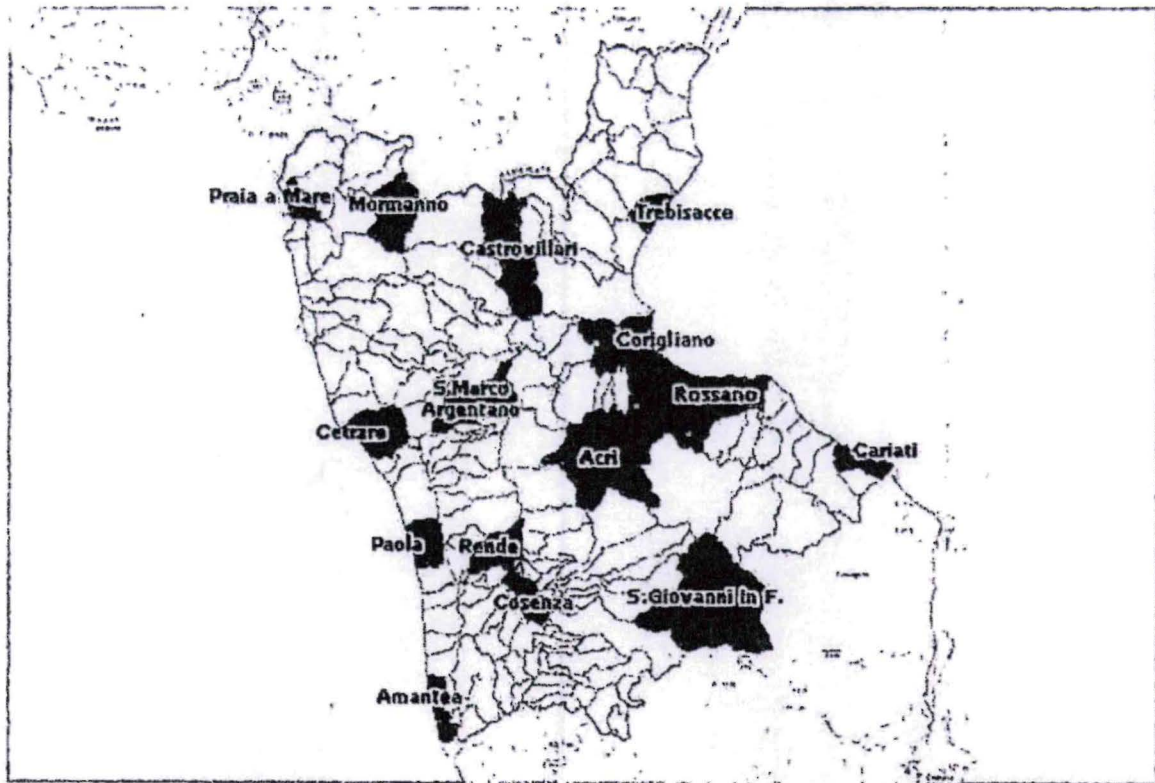 Praia a Mare
Mormanno
Trebisacce
Castrovillari
Corigliano
S.Marco
Argentano
Rossano
Cetraro
Acri
Cariati
Paola
Rende
Cosenza
S.Giovanni in F.
Amantea